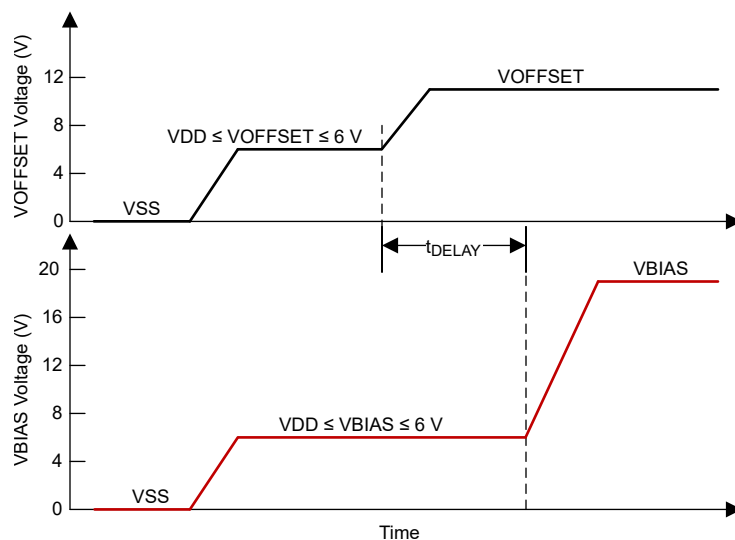 VOFFSET Voltage (V)
12
8
4
0
VOFFSET
VDD ≤ VOFFSET ≤ 6 V
VSS
tDELAY
VBIAS Voltage (V)
20
16
12
8
4
0
VBIAS
VDD ≤ VBIAS ≤ 6 V
VSS
Time